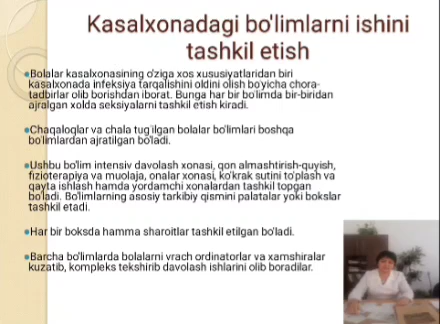 Kasalxonadagi bo'limlarni ishini
tashkil etish
Bolalar kasalxonasining o'ziga xos xususiyatlaridan biri
kasalxonada infeksiya tarqalishini oldini olish bo'yicha chora-
tadbirlar olib borishdan iborat. Bunga har bir bo'limda bir-biridan
ajralgan xolda seksiyalarni tashkil etish kiradi.
Chaqaloqlar va chala tug'ilgan bolalar bo'limlari boshqa
bo'limlardan ajratilgan bo'ladi.
Ushbu bo'lim intensiv davolash xonasi, qon almashtirish-quyish,
fizioterapiya va muolaja, onalar xonasi, ko'krak sutini to'plash va
qayta ishlash hamda yordamchi xonalardan tashkil topgan
bo'ladi. Bo'limlarning asosiy tarkibiy qismini palatalar yoki bokslar
tashkil etadi.
Har bir boksda hamma sharoitlar tashkil etilgan bo'ladi.
Barcha bo'limlarda bolalarni vrach ordinatorlar va xamshiralar
kuzatib, kompleks tekshirib davolash ishlarini olib boradilar.